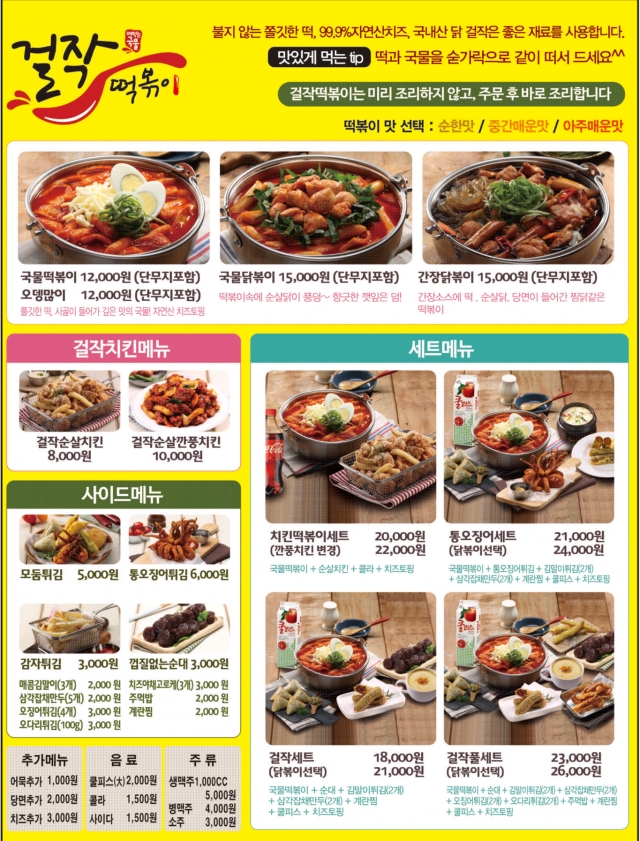 걸작
떡볶이
맛있는
국물
불지 않는 쫄깃한 떡, 99.9%자연산치즈, 국내산 닭 걸작은 좋은 재료를 사용합니다.
맛있게 먹는 tip 떡과 국물을 숟가락으로 같이 떠서 드세요^^
걸작떡볶이는 미리 조리하지 않고, 주문 후 바로 조리합니다
떡볶이 맛 선택 : 순한맛 / 중간매운맛 / 아주매운맛
국물떡볶이 12,000원 (단무지포함)
오뎅많이 12,000원 (단무지포함)
쫄깃한 떡, 사골이 들어가 깊은 맛의 국물! 자연산 치즈토핑
국물닭볶이 15,000원 (단무지포함)
떡볶이속에 순살닭이 퐁당~ 향긋한 깻잎은 덤!
간장닭볶이 15,000원 (단무지포함)
간장소스에 떡, 순살닭, 당면이 들어간 찜닭같은
떡볶이
걸작치킨메뉴
걸작순살치킨
8,000원
걸작순살깐풍치킨
10,000원
사이드메뉴
모둠튀김 5,000원
통오징어튀김 6,000원
감자튀김 3,000원
껍질없는순대 3,000원
매콤김말이(3개) 2,000 원
삼각잡채만두(5개) 2,000 원
오징어튀김(4개) 3,000 원
오다리튀김(100g) 3,000 원
치즈야채고로케(3개) 3,000 원
주먹밥 2,000 원
계란찜 2,000 원
추가메뉴
어묵추가 1,000원
당면추가 2,000원
치즈추가 3,000원
음 료
쿨피스(大) 2,000원
콜라 1,500원
사이다 1,500원
주 류
생맥주1,000CC
5,000원
병맥주 4,000원
소주 3,000원
세트메뉴
치킨떡볶이세트 20,000원
(깐풍치킨 변경) 22,000원
국물떡볶이 + 순살치킨 + 콜라 + 치즈토핑
쿨피스
통오징어세트 21,000원
(닭볶이선택) 24,000원
국물떡볶이 + 통오징어튀김 + 김말이튀김(2개)
+ 삼각잡채만두(2개) + 계란찜 + 쿨피스 + 치즈토핑
쿨피스
걸작세트 18,000원
(닭볶이선택) 21,000원
국물떡볶이 + 순대 + 김말이튀김(2개)
+ 삼각잡채만두(2개) + 계란찜
+ 쿨피스 + 치즈토핑
쿨피스
걸작풀세트 23,000원
(닭볶이선택) 26,000원
국물떡볶이 + 순대 + 김말이튀김(2개) + 삼각잡채만두(2개)
+ 오징어튀김(2개) + 오다리튀김(2개) + 주먹밥 + 계란찜
+ 쿨피스 + 치즈토핑